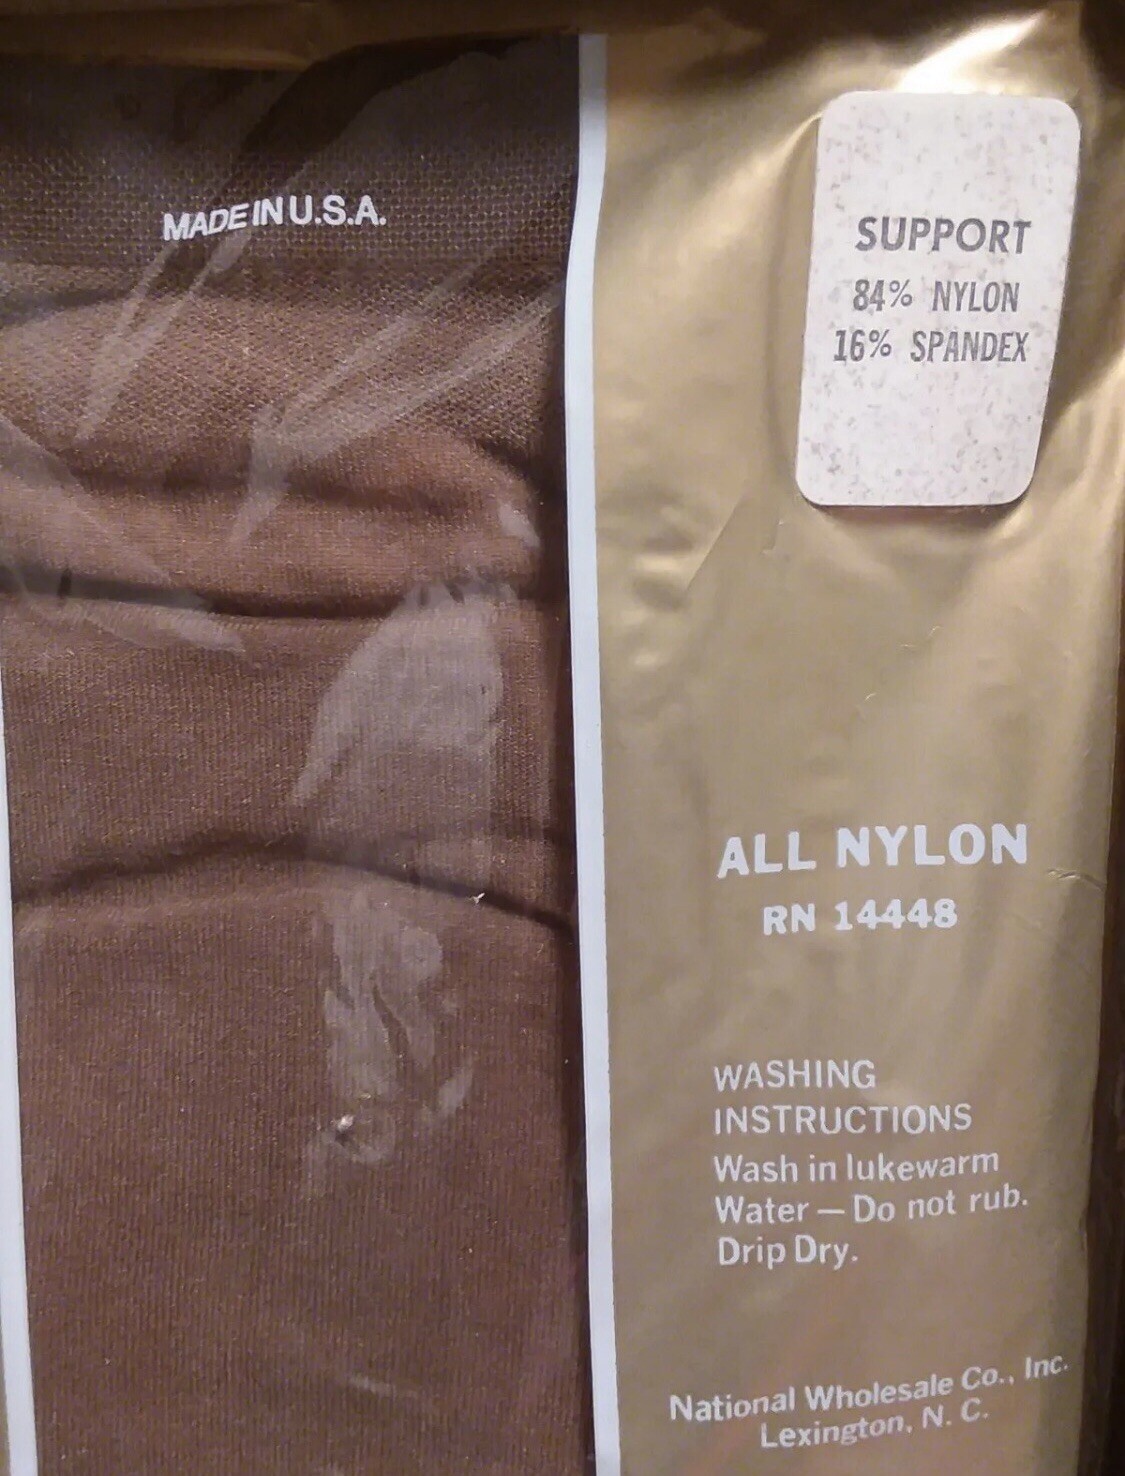 MADE IN U.S.A.
SUPPORT
84% NYLON
16% SPANDEX
ALL NYLON
RN 14448
WASHING
INSTRUCTIONS
Wash in lukewarm
Water — Do not rub.
Drip Dry.
National Wholesale Co., Inc.
Lexington, N. C.